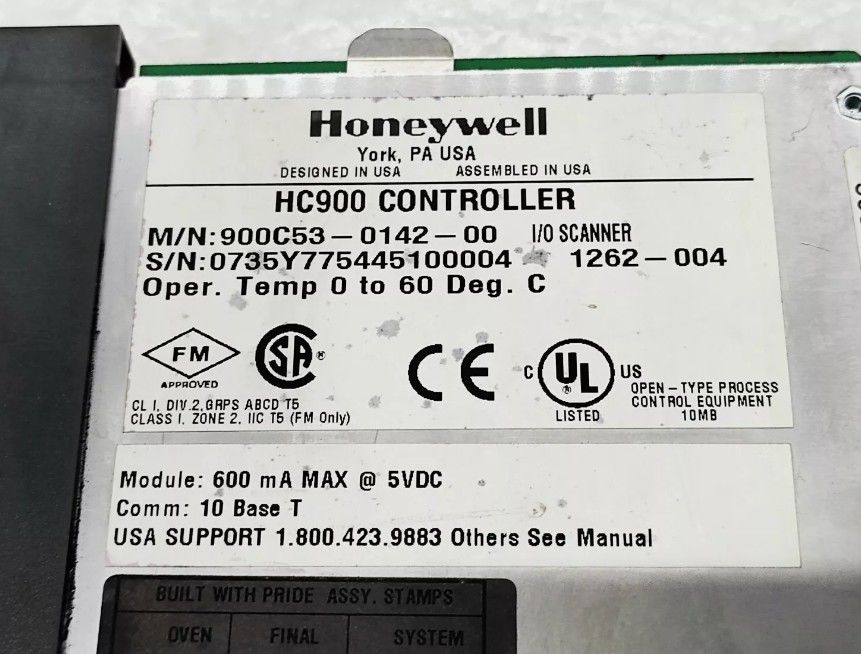 Honeywell
York, PA USA
DESIGNED IN USA ASSEMBLED IN USA
HC900 CONTROLLER
M/N:900C53-0142-00 I/O SCANNER
S/N:0735Y775445100004 1262-004
Oper. Temp 0 to 60 Deg. C
FM
APPROVED
CL I, DIV.2, GRPS ABCD T5
CLASS I, ZONE 2, IIC T5 (FM Only)
SA ®
CE
C UL US
®
LISTED
OPEN-TYPE PROCESS
CONTROL EQUIPMENT
10MB
Module: 600 mA MAX @ 5VDC
Comm: 10 Base T
USA SUPPORT 1.800.423.9883 Others See Manual
BUILT WITH PRIDE ASSY. STAMPS
OVEN FINAL SYSTEM